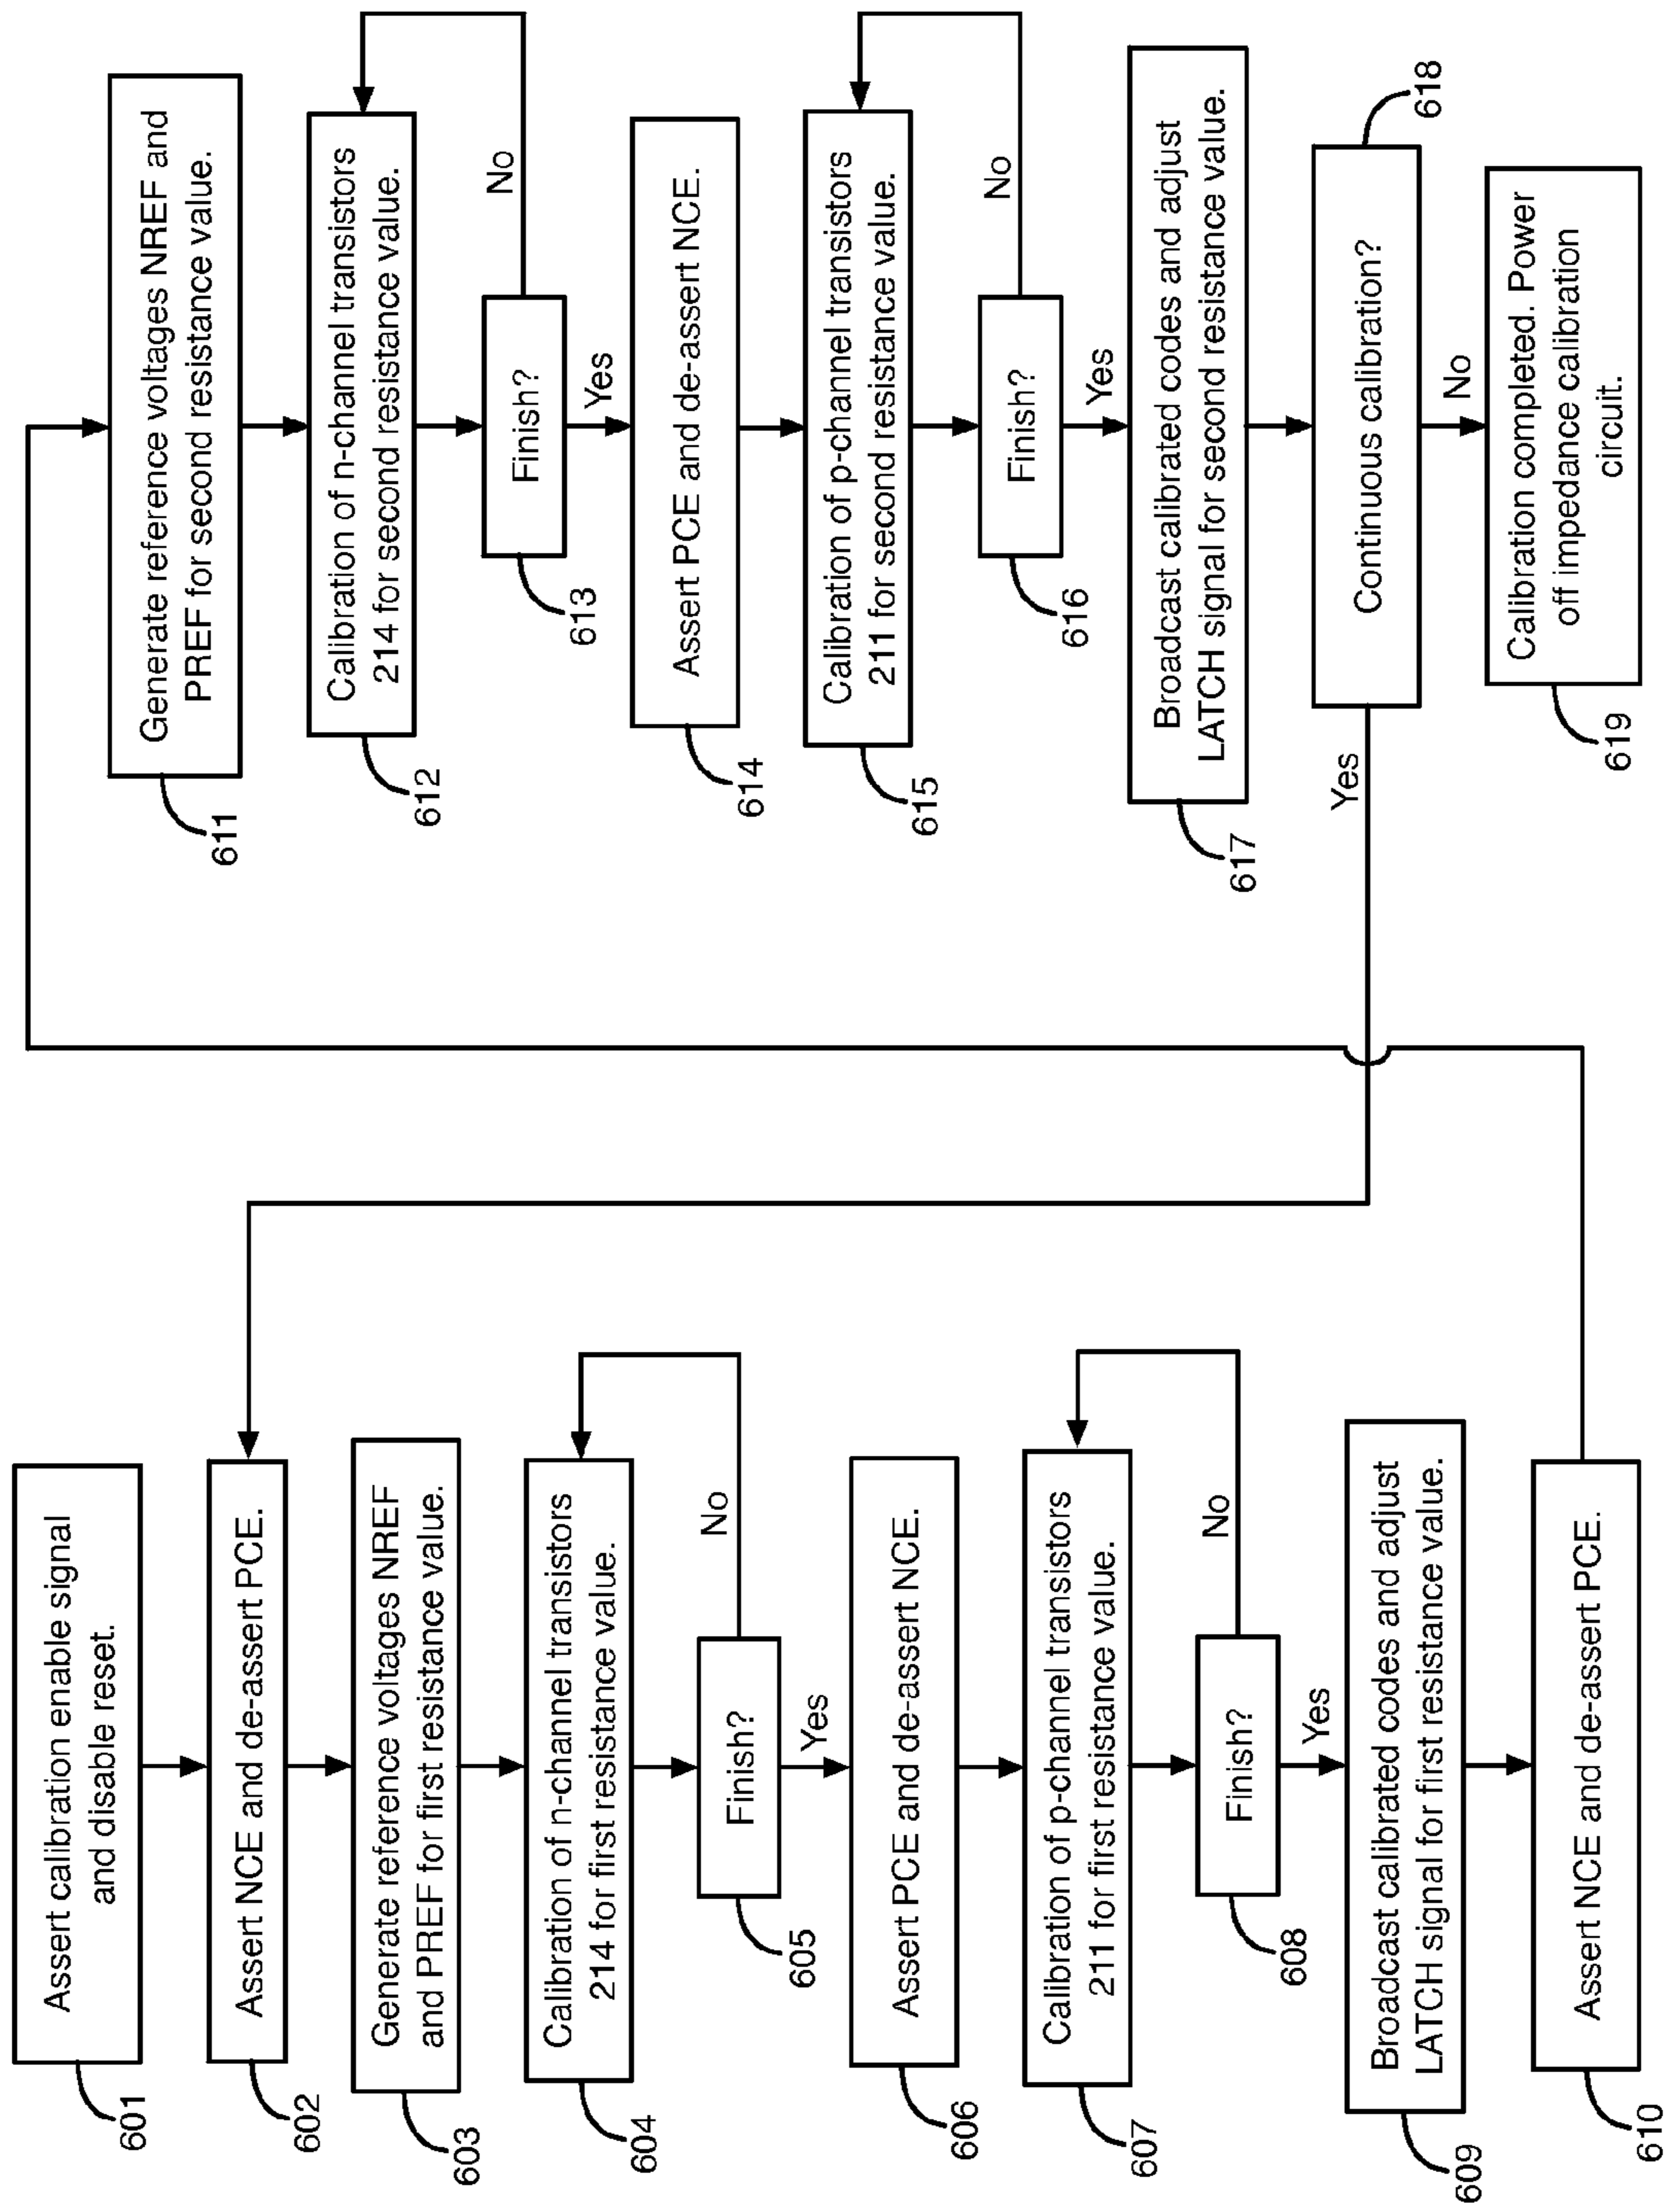 601
Assert calibration enable signal
and disable reset.
602
Assert NCE and de-assert PCE.
603
Generate reference voltages NREF
and PREF for first resistance value.
604
Calibration of n-channel transistors
214 for first resistance value.
605
Finish?
No
Yes
606
Assert PCE and de-assert NCE.
607
Calibration of p-channel transistors
211 for first resistance value.
608
Finish?
No
Yes
609
Broadcast calibrated codes and adjust
LATCH signal for first resistance value.
610
Assert NCE and de-assert PCE.
611
Generate reference voltages NREF and
PREF for second resistance value.
612
Calibration of n-channel transistors
214 for second resistance value.
613
Finish?
No
Yes
614
Assert PCE and de-assert NCE.
615
Calibration of p-channel transistors
211 for second resistance value.
616
Finish?
No
Yes
617
Broadcast calibrated codes and adjust
LATCH signal for second resistance value.
618
Continuous calibration?
Yes
No
619
Calibration completed. Power
off impedance calibration
circuit.